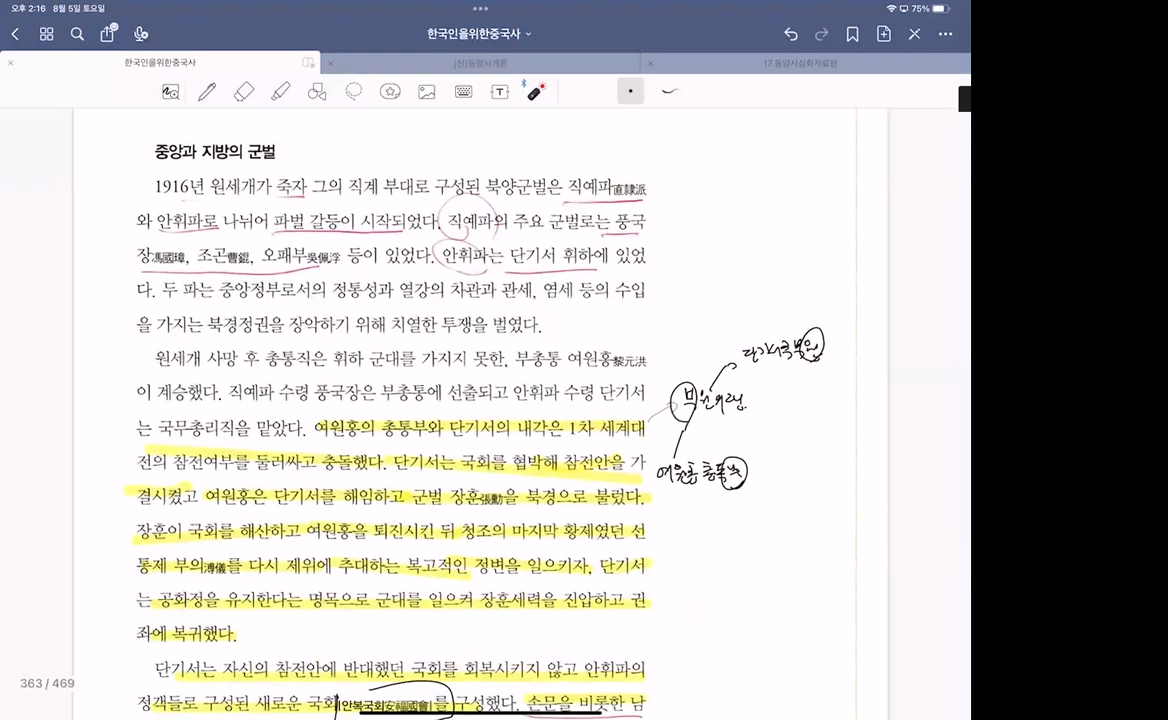 오후 2:16 8월 5일 토요일
75%
한국인을위한중국사
한국인을위한중국사
[신]동양사개론
17.동양사심화자료편
중앙과 지방의 군벌
1916년 원세개가 죽자 그의 직계 부대로 구성된 북양군벌은 직예파直隷派
와 안휘파로 나뉘어 파벌 갈등이 시작되었다. 직예파의 주요 군벌로는 풍국
장馮國璋, 조곤曹錕, 오패부吳佩孚 등이 있었다. 안휘파는 단기서 휘하에 있었
다. 두 파는 중앙정부로서의 정통성과 열강의 차관과 관세, 염세 등의 수입
을 가지는 북경정권을 장악하기 위해 치열한 투쟁을 벌였다.
원세개 사망 후 총통직은 휘하 군대를 가지지 못한, 부총통 여원홍黎元洪
이 계승했다. 직예파 수령 풍국장은 부총통에 선출되고 안휘파 수령 단기서
는 국무총리직을 맡았다. 여원홍의 총통부와 단기서의 내각은 1차 세계대
전의 참전여부를 둘러싸고 충돌했다. 단기서는 국회를 협박해 참전안을 가
결시켰고 여원홍은 단기서를 해임하고 군벌 장훈張勳을 북경으로 불렀다.
장훈이 국회를 해산하고 여원홍을 퇴진시킨 뒤 청조의 마지막 황제였던 선
통제 부의溥儀를 다시 제위에 추대하는 복고적인 정변을 일으키자, 단기서
는 공화정을 유지한다는 명목으로 군대를 일으켜 장훈세력을 진압하고 권
좌에 복귀했다.
단기서는 자신의 참전안에 반대했던 국회를 회복시키지 않고 안휘파의
정객들로 구성된 새로운 국회안복국회安福國會를 구성했다. 손문을 비롯한 남
단기서국무원
여원홍 총통부
363 / 469